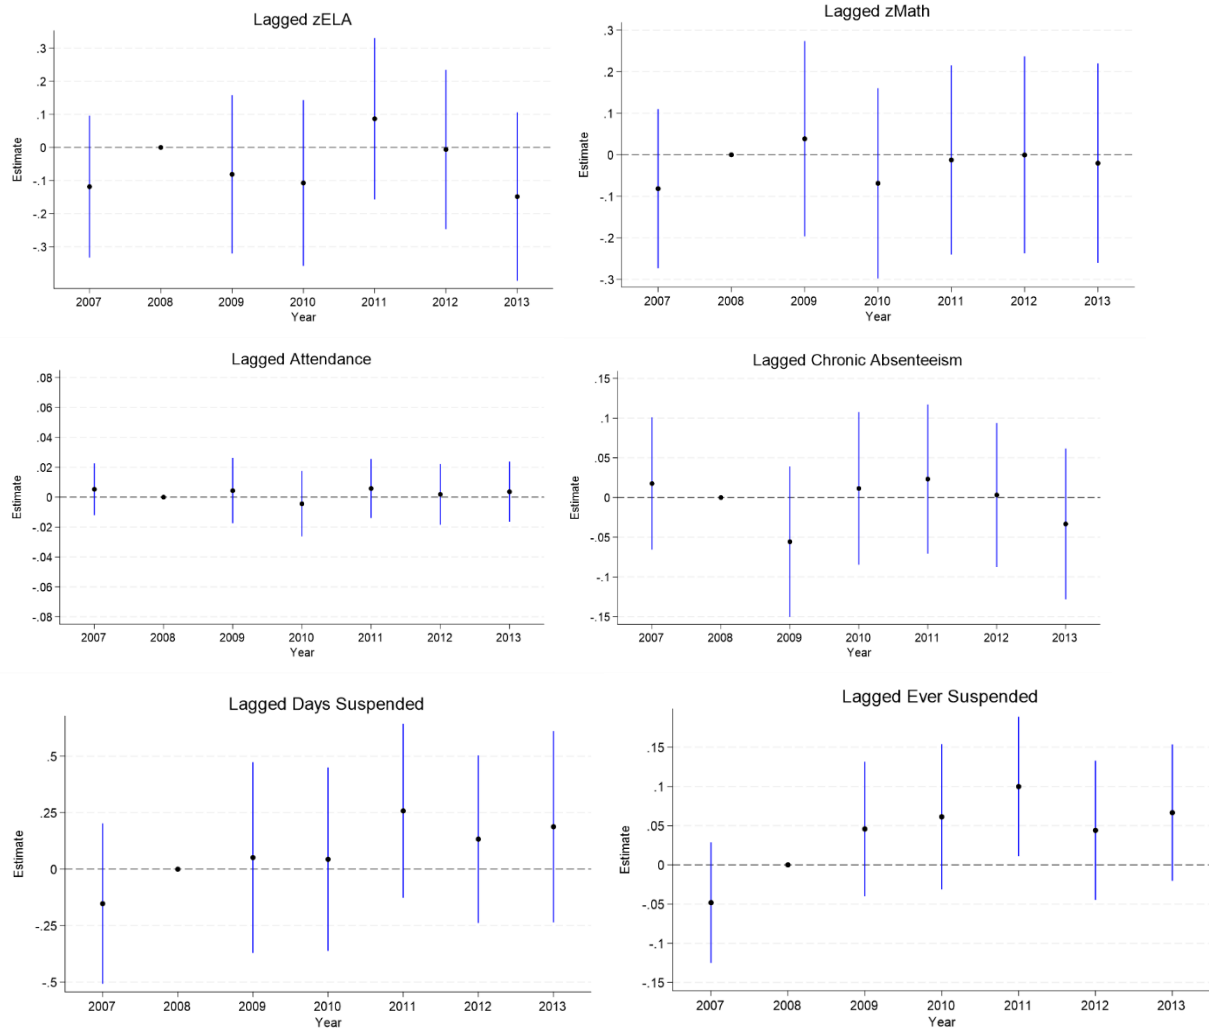 Lagged zELA
Estimate
.3
.2
.1
0
-.1
-.2
-.3
2007 2008 2009 2010 2011 2012 2013
Year
Lagged zMath
Estimate
.3
.2
.1
0
-.1
-.2
-.3
2007 2008 2009 2010 2011 2012 2013
Year
Lagged Attendance
Estimate
.08
.06
.04
.02
0
-.02
-.04
-.06
-.08
2007 2008 2009 2010 2011 2012 2013
Year
Lagged Chronic Absenteeism
Estimate
.15
.1
.05
0
-.05
-.1
-.15
2007 2008 2009 2010 2011 2012 2013
Year
Lagged Days Suspended
Estimate
.5
.25
0
-.25
-.5
2007 2008 2009 2010 2011 2012 2013
Year
Lagged Ever Suspended
Estimate
.15
.1
.05
0
-.05
-.1
-.15
2007 2008 2009 2010 2011 2012 2013
Year